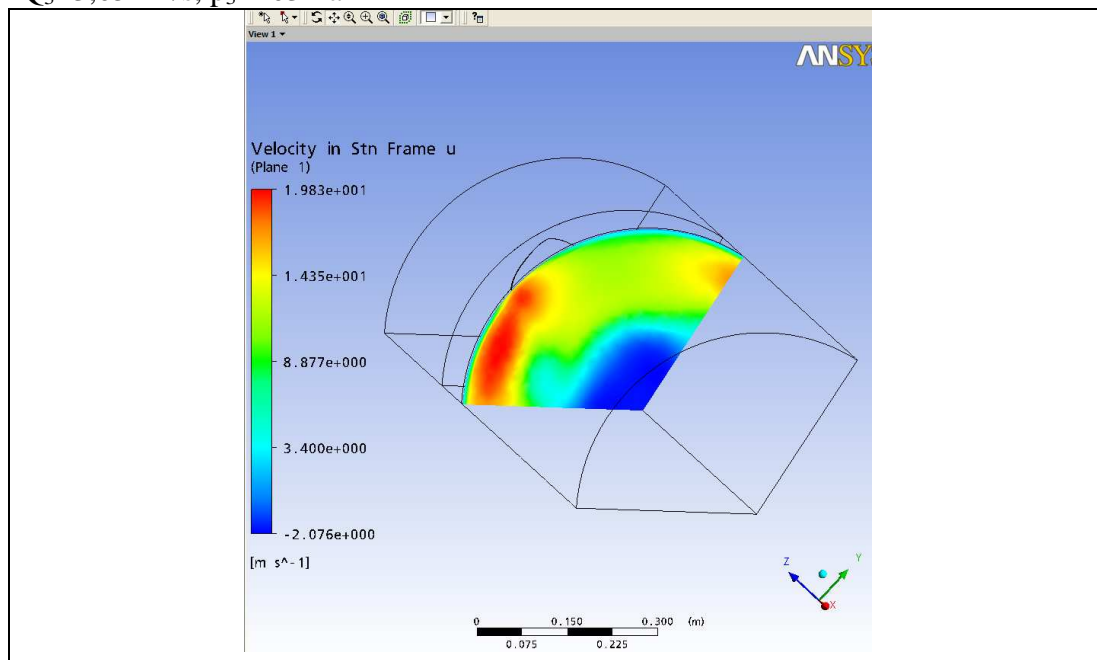 View 1
ANSYS
Velocity in Stn Frame u
(Plane 1)
1.983e+001
1.435e+001
8.877e+000
3.400e+000
-2.076e+000
[m s^-1]
Z
Y
X
0 0.150 0.300 (m)
0.075 0.225